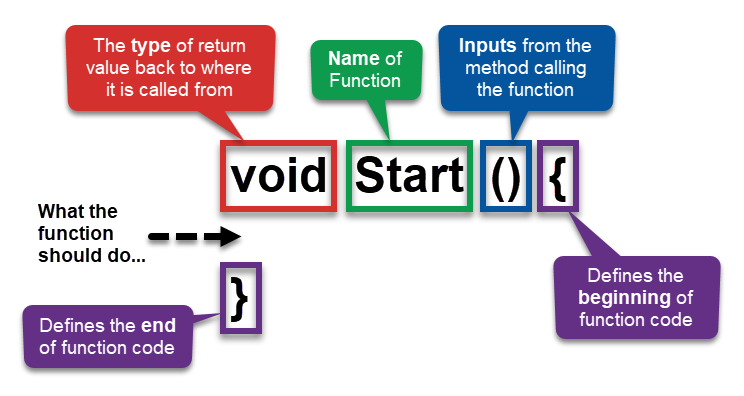 The type of return
value back to where
it is called from
Name of
Function
Inputs from the
method calling
the function
void Start () {
What the
function
should do...
}
Defines the end
of function code
Defines the
beginning of
function code